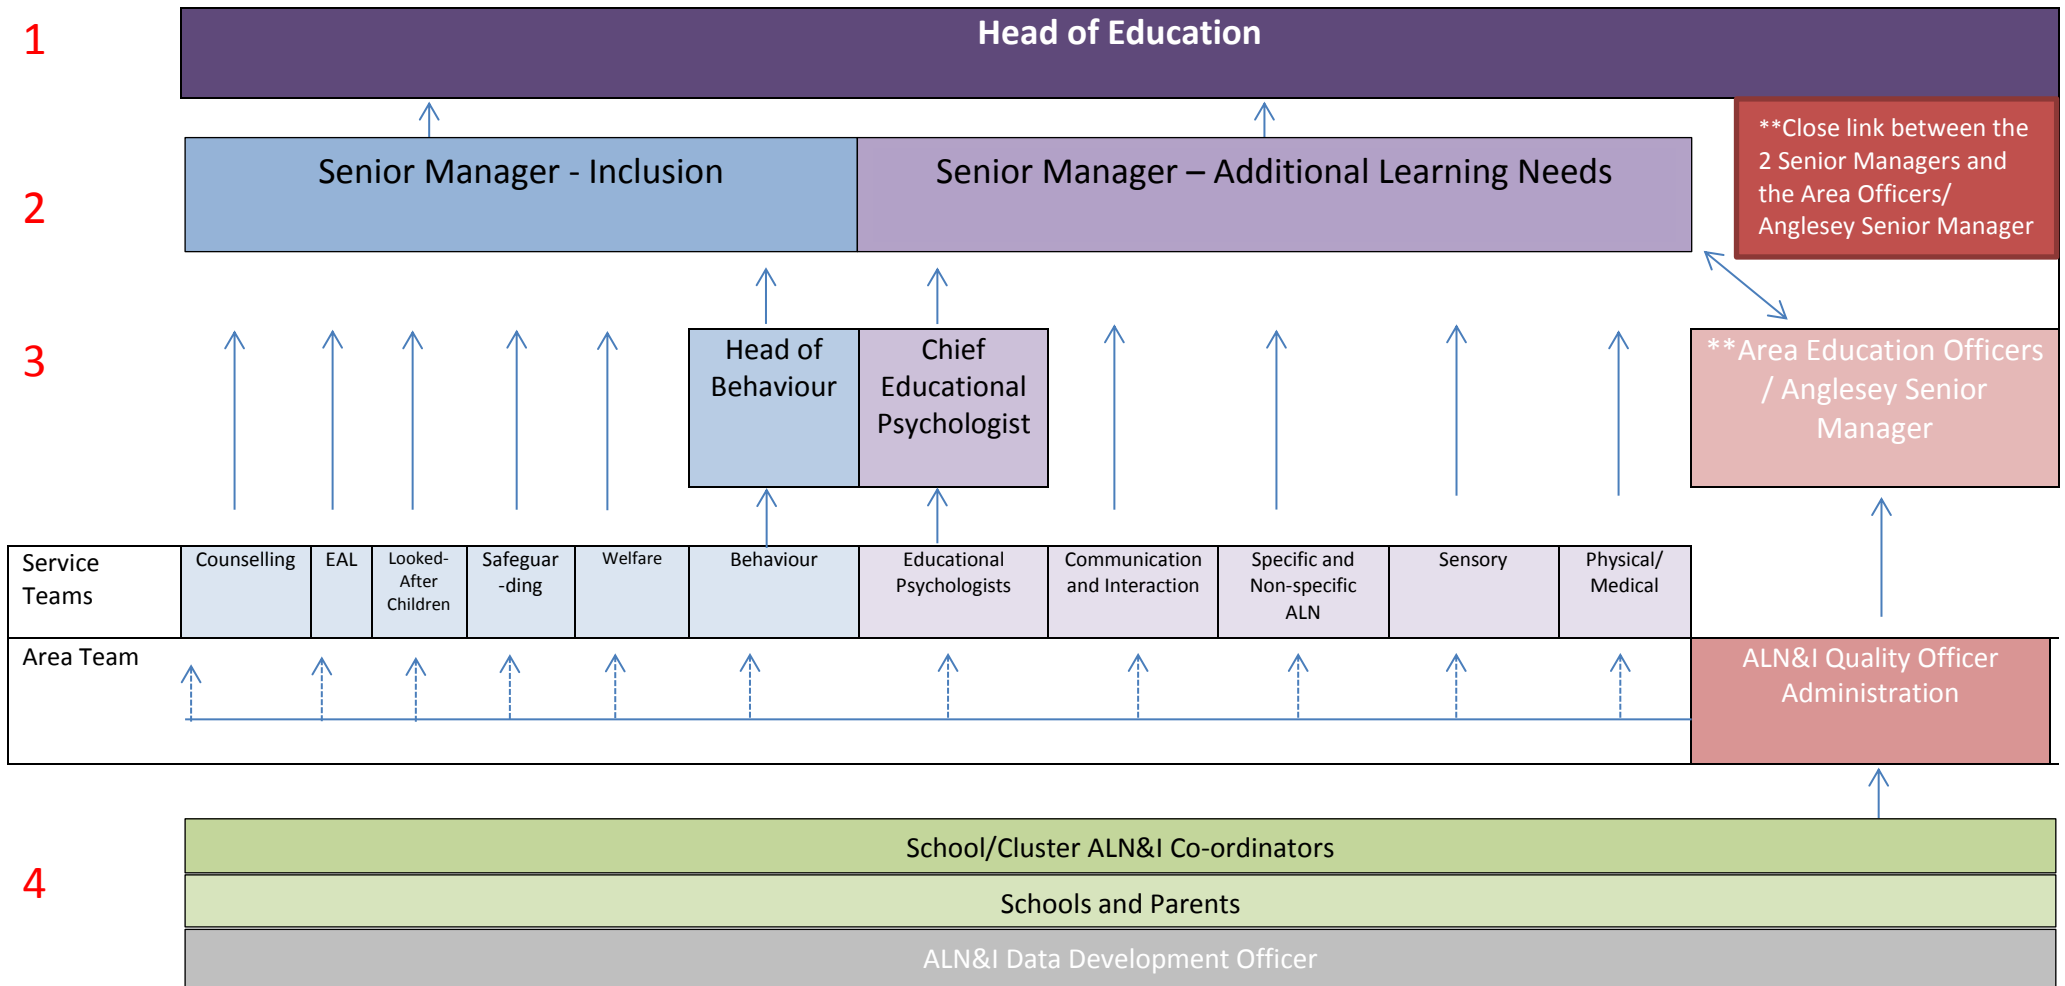 1
Head of Education
**Close link between the
2 Senior Managers and
the Area Officers/
Anglesey Senior Manager
2
Senior Manager - Inclusion
Senior Manager – Additional Learning Needs
3
Head of
Behaviour
Chief
Educational
Psychologist
**Area Education Officers
/ Anglesey Senior
Manager
Service
Teams
Counselling
EAL
Looked-
After
Children
Safeguar
-ding
Welfare
Behaviour
Educational
Psychologists
Communication
and Interaction
Specific and
Non-specific
ALN
Sensory
Physical/
Medical
Area Team
ALN&I Quality Officer
Administration
4
School/Cluster ALN&I Co-ordinators
Schools and Parents
ALN&I Data Development Officer